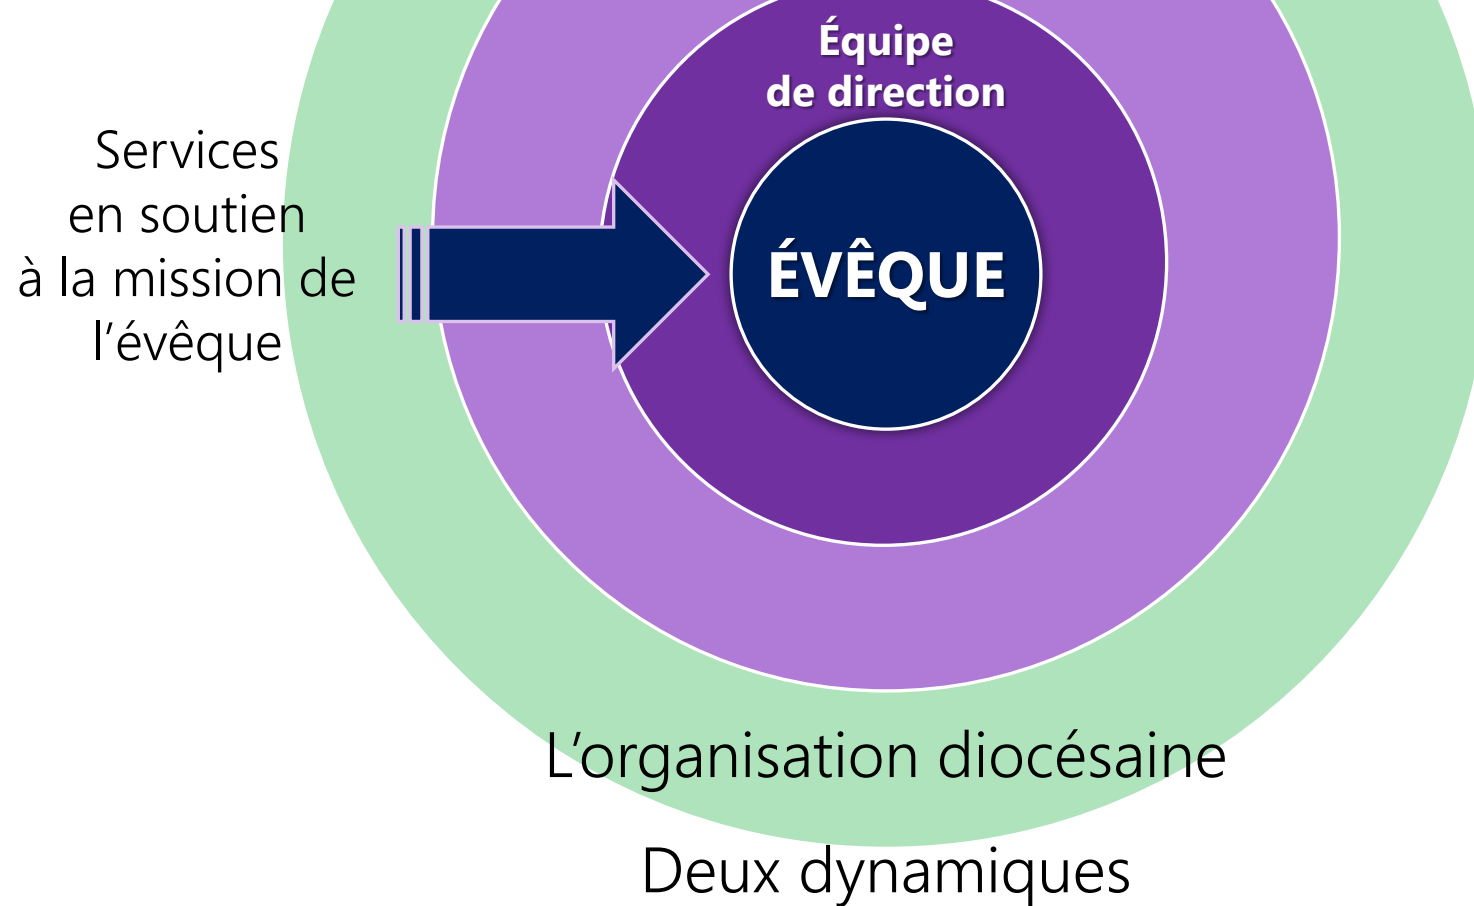 Équipe
de direction
Services
en soutien
à la mission de
l'évêque
ÉVÊQUE
L'organisation diocésaine
Deux dynamiques